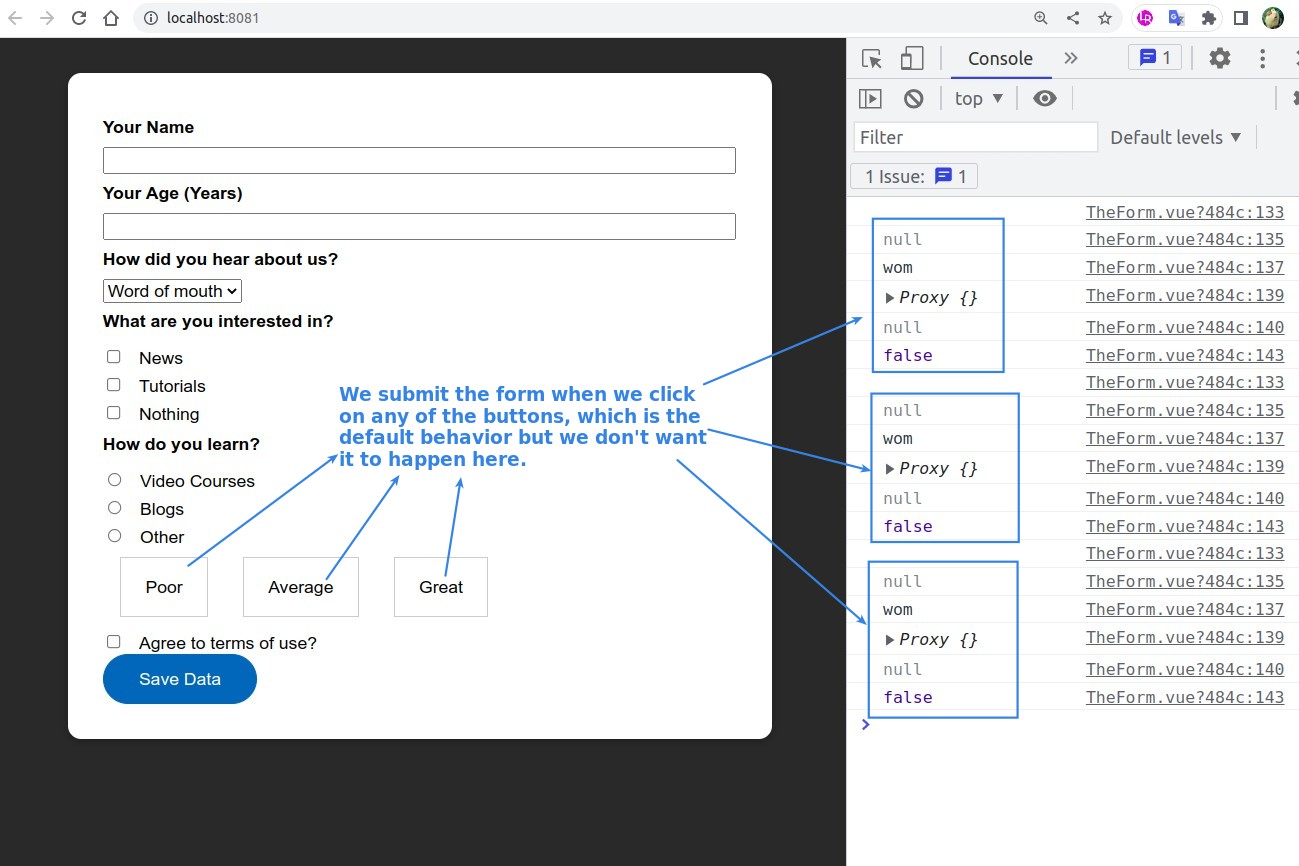 localhost:8081
Your Name
Your Age (Years)
How did you hear about us?
Word of mouth
What are you interested in?
News
Tutorials
Nothing
How do you learn?
Video Courses
Blogs
Other
Poor Average Great
Agree to terms of use?
Save Data
We submit the form when we click
on any of the buttons, which is the
default behavior but we don't want
it to happen here.
Console 1
top
Filter Default levels
1 Issue: 1
TheForm.vue?484c:133
null TheForm.vue?484c:135
wom TheForm.vue?484c:137
Proxy {} TheForm.vue?484c:139
null TheForm.vue?484c:140
false TheForm.vue?484c:143
TheForm.vue?484c:133
null TheForm.vue?484c:135
wom TheForm.vue?484c:137
Proxy {} TheForm.vue?484c:139
null TheForm.vue?484c:140
false TheForm.vue?484c:143
TheForm.vue?484c:133
null TheForm.vue?484c:135
wom TheForm.vue?484c:137
Proxy {} TheForm.vue?484c:139
null TheForm.vue?484c:140
false TheForm.vue?484c:143